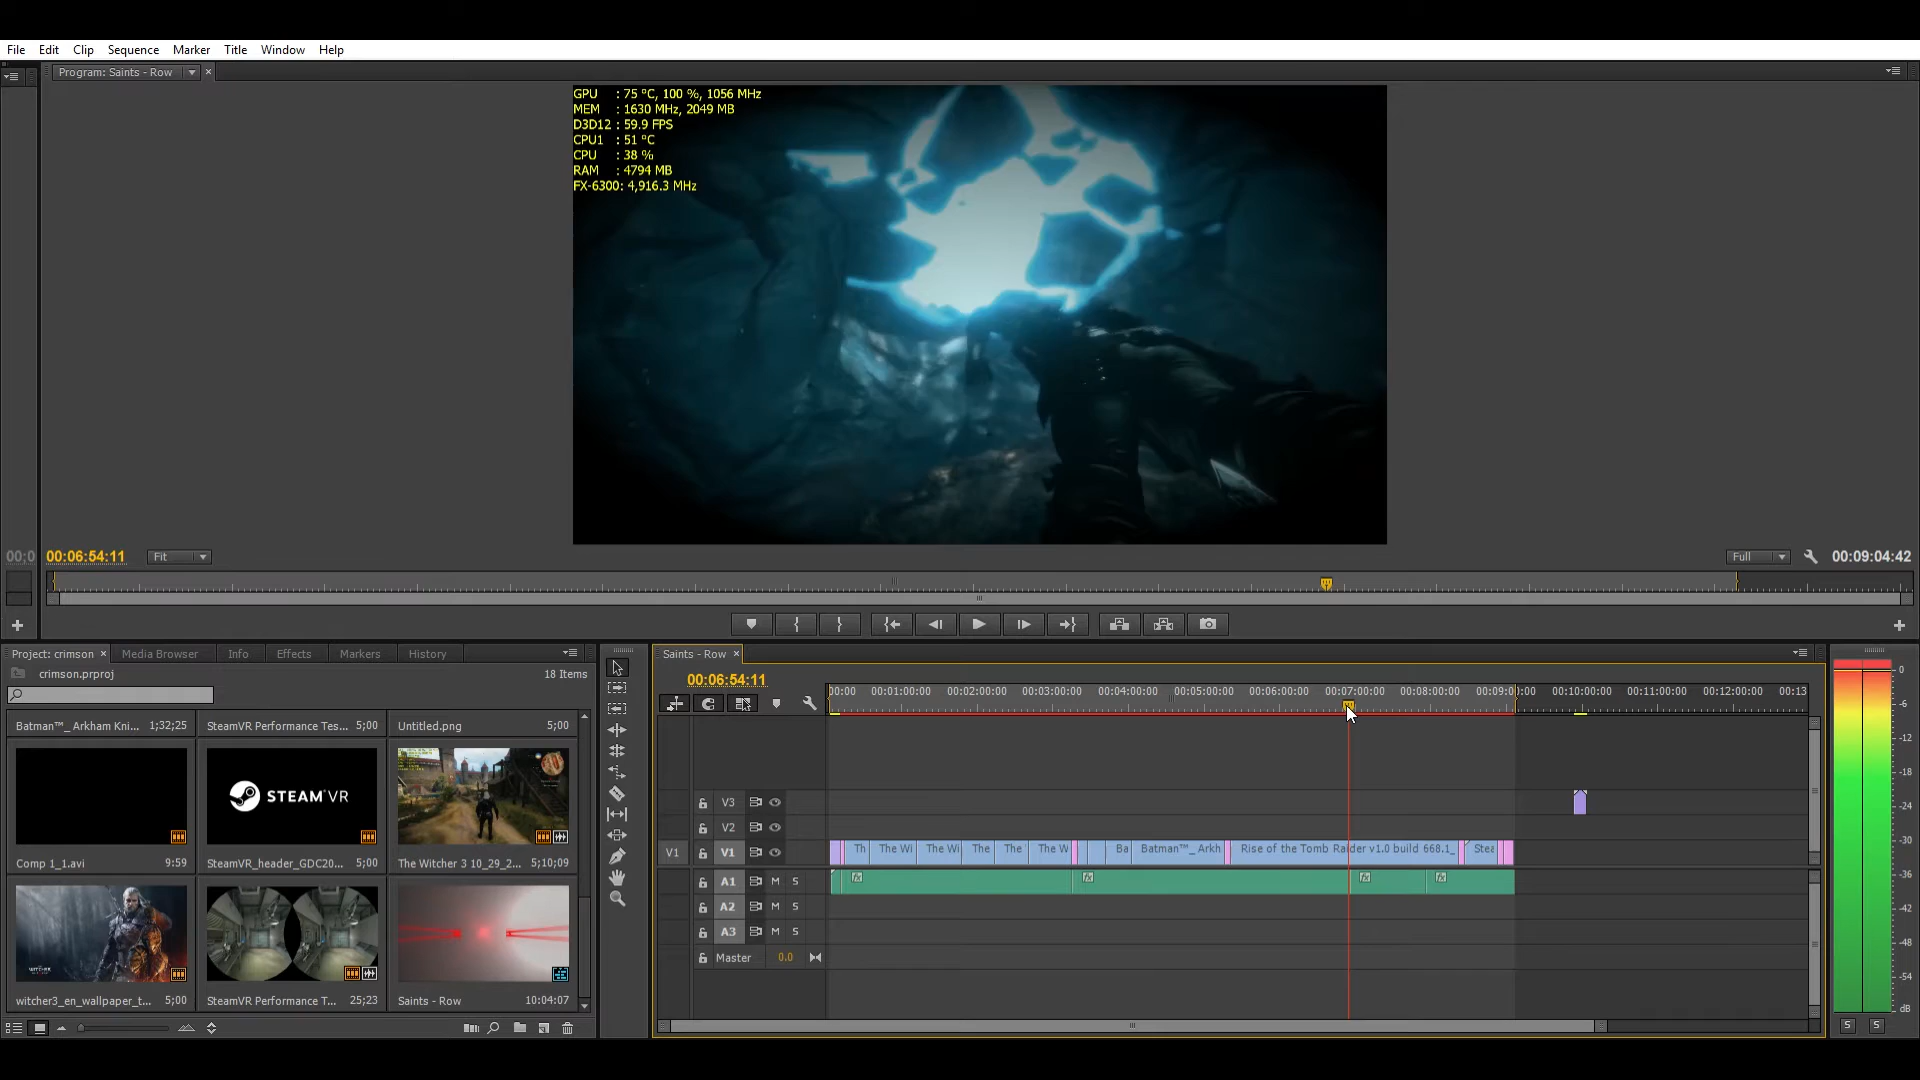 File Edit Clip Sequence Marker Title Window Help
Program: Saints - Row
GPU : 75 °C, 100 %, 1056 MHz
MEM : 1630 MHz, 2049 MB
D3D12 : 59.9 FPS
CPU1 : 51 °C
CPU : 38 %
RAM : 4794 MB
FX-6300: 4,916.3 MHz
00;0 00:06:54:11 Fit Full 00:09:04:42
Project: crimson Media Browser Info Effects Markers History
crimson.prproj 18 Items
Batman™_ Arkham Kni... 1;32;25 SteamVR Performance Tes... 5;00 Untitled.png 5;00
STEAM VR
Comp 1_1.avi 9:59 SteamVR_header_GDC20... 5;00 The Witcher 3 10_29_2... 5;10;09
witcher3_en_wallpaper_t... 5;00 SteamVR Performance T... 25;23 Saints - Row 10:04:07
Saints - Row
00:06:54:11
00:00 00:01:00:00 00:02:00:00 00:03:00:00 00:04:00:00 00:05:00:00 00:06:00:00 00:07:00:00 00:08:00:00 00:09:00:00 00:10:00:00 00:11:00:00 00:12:00:00 00:13
V3
V2
V1 V1 Th The Wi The Wi The The The W Ba Batman™_ Arkh Rise of the Tomb Raider v1.0 build 668.1_ Stea
A1 M S fx fx fx fx
A2 M S
A3 M S
Master 0.0
0
-6
-12
-18
-24
-30
-36
-42
-48
-54
dB
S S